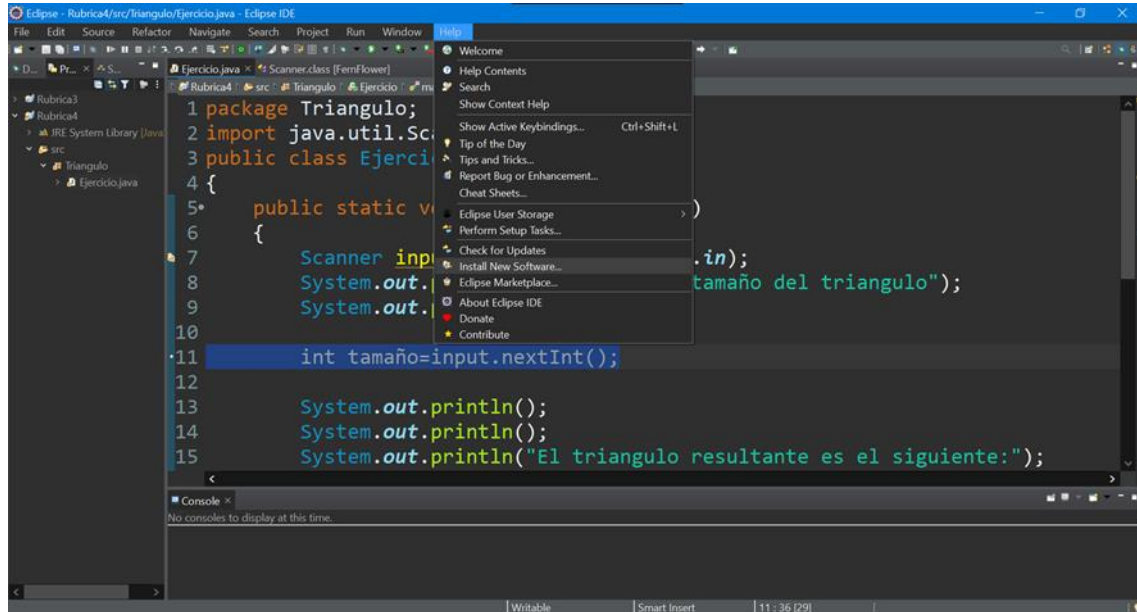 Eclipse - Rubrica4/src/Triangulo/Ejercicio.java - Eclipse IDE
File Edit Source Refactor Navigate Search Project Run Window Help
D... Pr... × S...
Ejercicio.java × Scanner.class [FernFlower]
Rubrica4 src Triangulo Ejercicio
Rubrica3
Rubrica4
JRE System Library [Java
src
Triangulo
Ejercicio.java
1 package Triangulo;
2 import java.util.Sca
3 public class Ejerci
4 {
5 public static v )
6 {
7 Scanner inp .in);
8 System.out. tamaño del triangulo");
9 System.out.
10
11 int tamaño=input.nextInt();
12
13 System.out.println();
14 System.out.println();
15 System.out.println("El triangulo resultante es el siguiente:");
Welcome
Help Contents
Search
Show Context Help
Show Active Keybindings... Ctrl+Shift+L
Tip of the Day
Tips and Tricks...
Report Bug or Enhancement...
Cheat Sheets...
Eclipse User Storage
Perform Setup Tasks...
Check for Updates
Install New Software...
Eclipse Marketplace...
About Eclipse IDE
Donate
Contribute
Console ×
No consoles to display at this time.
Writable Smart Insert 11 : 36 [29]